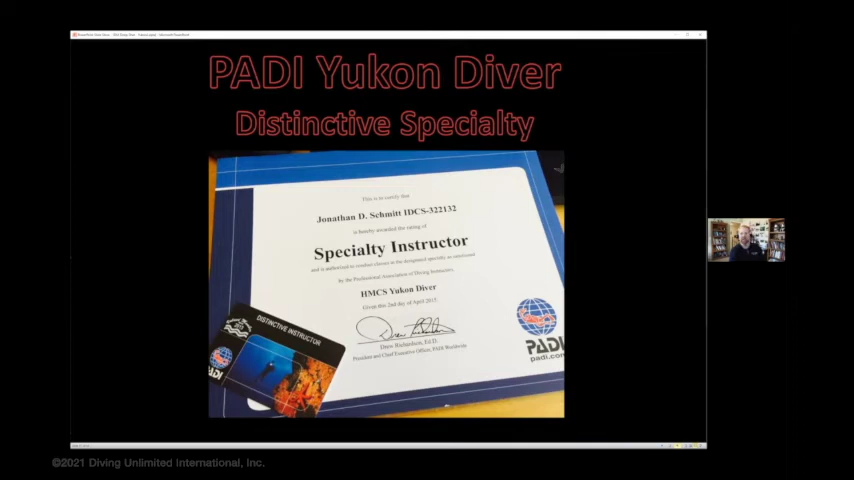 PADI Yukon Diver
Distinctive Specialty
This is to certify that
Jonathan D. Schmitt IDCS-322132
is hereby awarded the rating of
Specialty Instructor
and is authorized to conduct classes in the designated specialty as sanctioned
by the Professional Association of Diving Instructors.
HMCS Yukon Diver
Given this 2nd day of April 2015.
Drew Richardson, Ed.D.
President and Chief Executive Officer, PADI Worldwide
PADI
padi.com
DISTINCTIVE INSTRUCTOR
PADI
©2021 Diving Unlimited International, Inc.